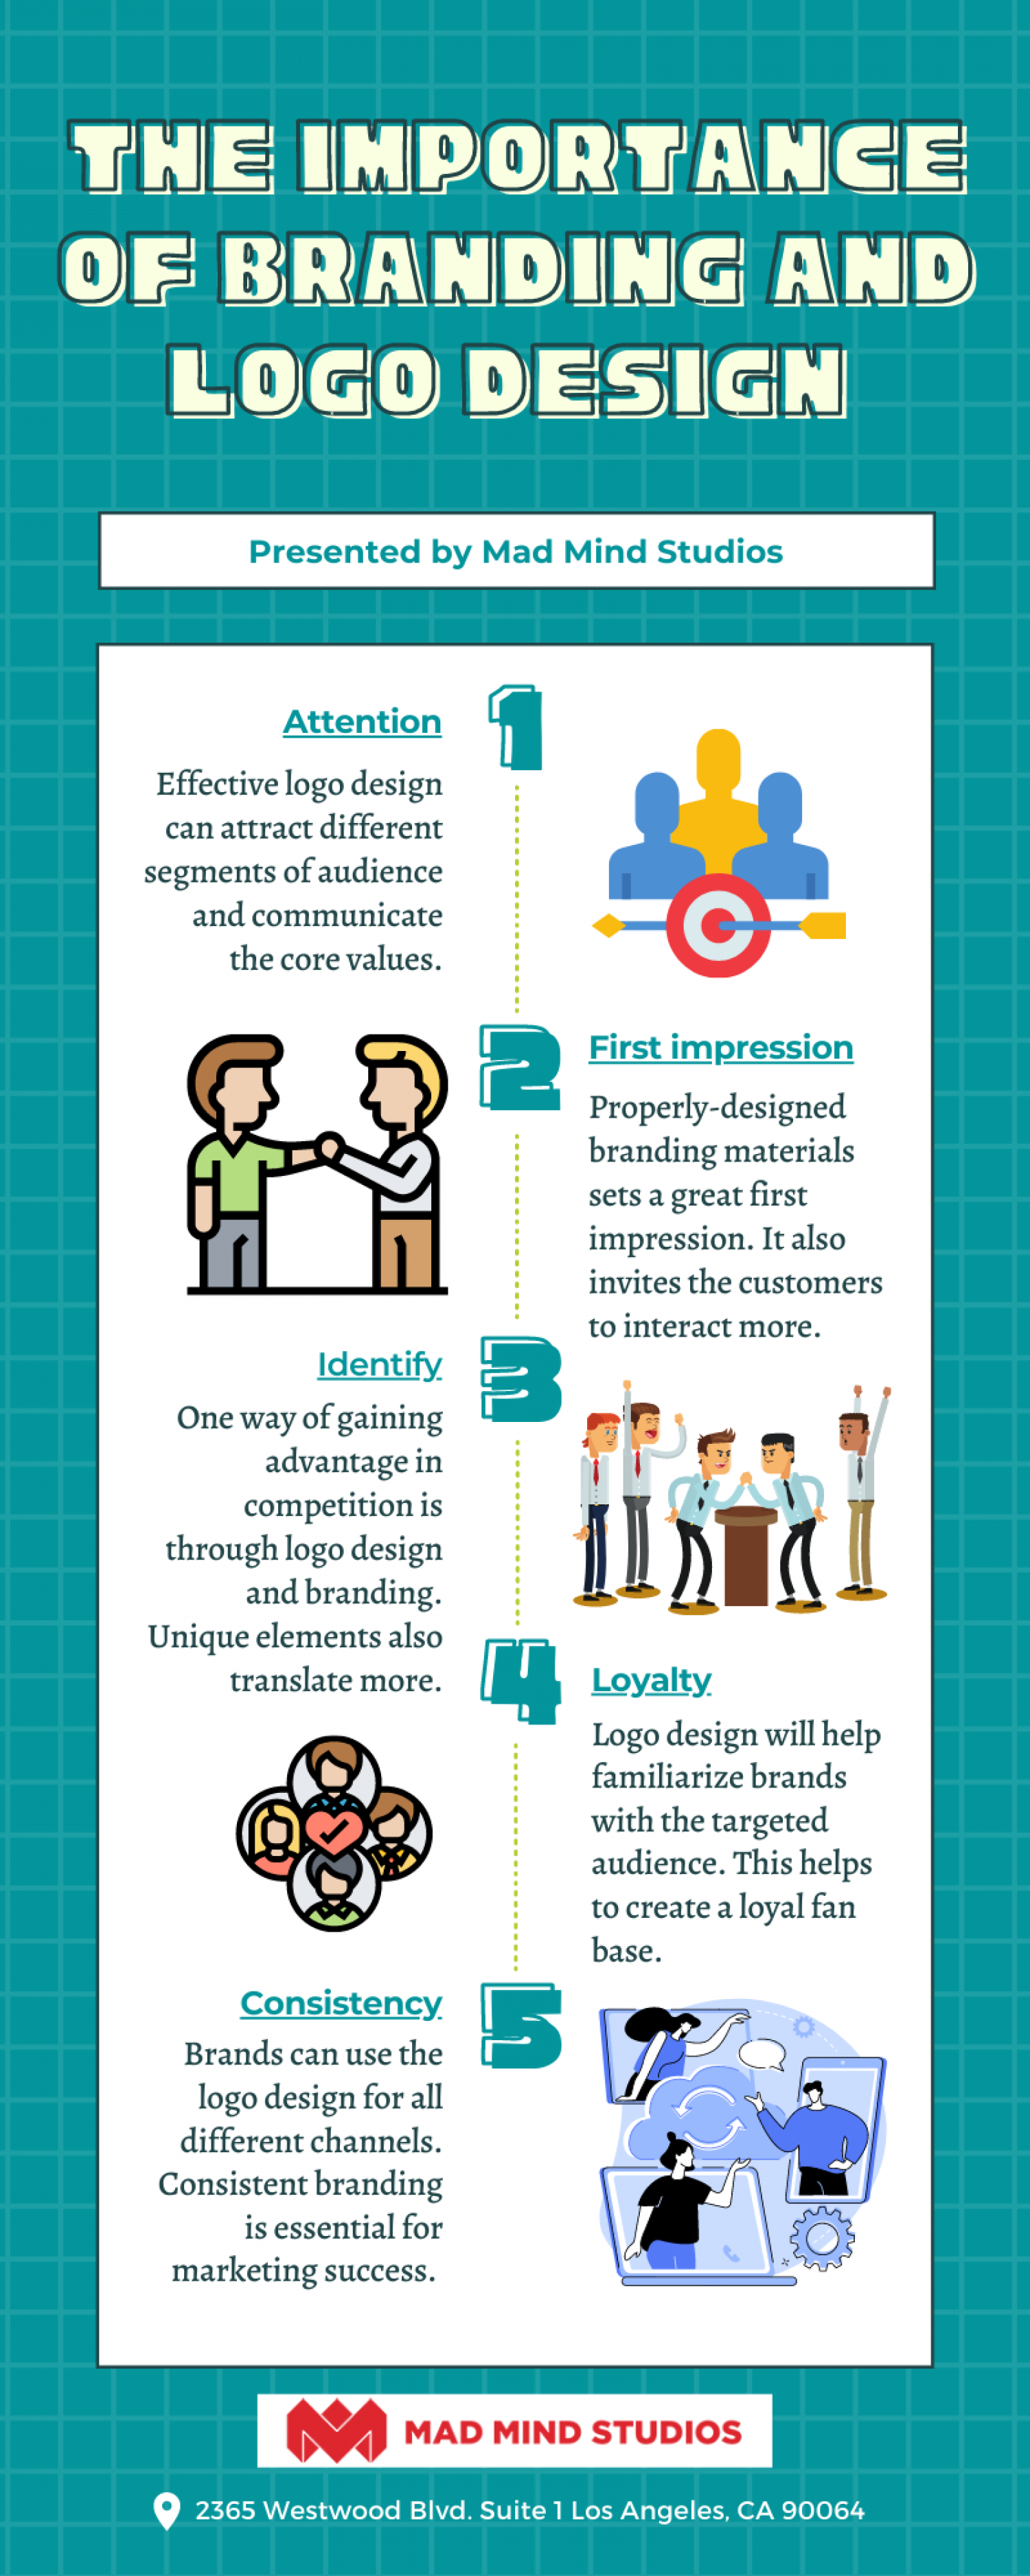 THE IMPORTANCE
OF BRANDING AND
LOGO DESIGN
Presented by Mad Mind Studios
1
Attention
Effective logo design
can attract different
segments of audience
and communicate
the core values.
2
First impression
Properly-designed
branding materials
sets a great first
impression. It also
invites the customers
to interact more.
3
Identify
One way of gaining
advantage in
competition is
through logo design
and branding.
Unique elements also
translate more.
4
Loyalty
Logo design will help
familiarize brands
with the targeted
audience. This helps
to create a loyal fan
base.
5
Consistency
Brands can use the
logo design for all
different channels.
Consistent branding
is essential for
marketing success.
MAD MIND STUDIOS
2365 Westwood Blvd. Suite 1 Los Angeles, CA 90064